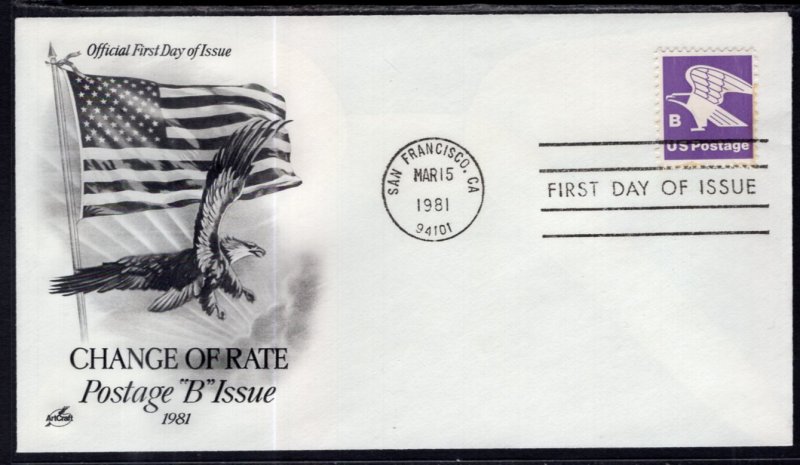 Official First Day of Issue
B
US Postage
SAN FRANCISCO, CA
MAR 15
1981
94101
FIRST DAY OF ISSUE
CHANGE OF RATE
Postage "B" Issue
1981
ArtCraft